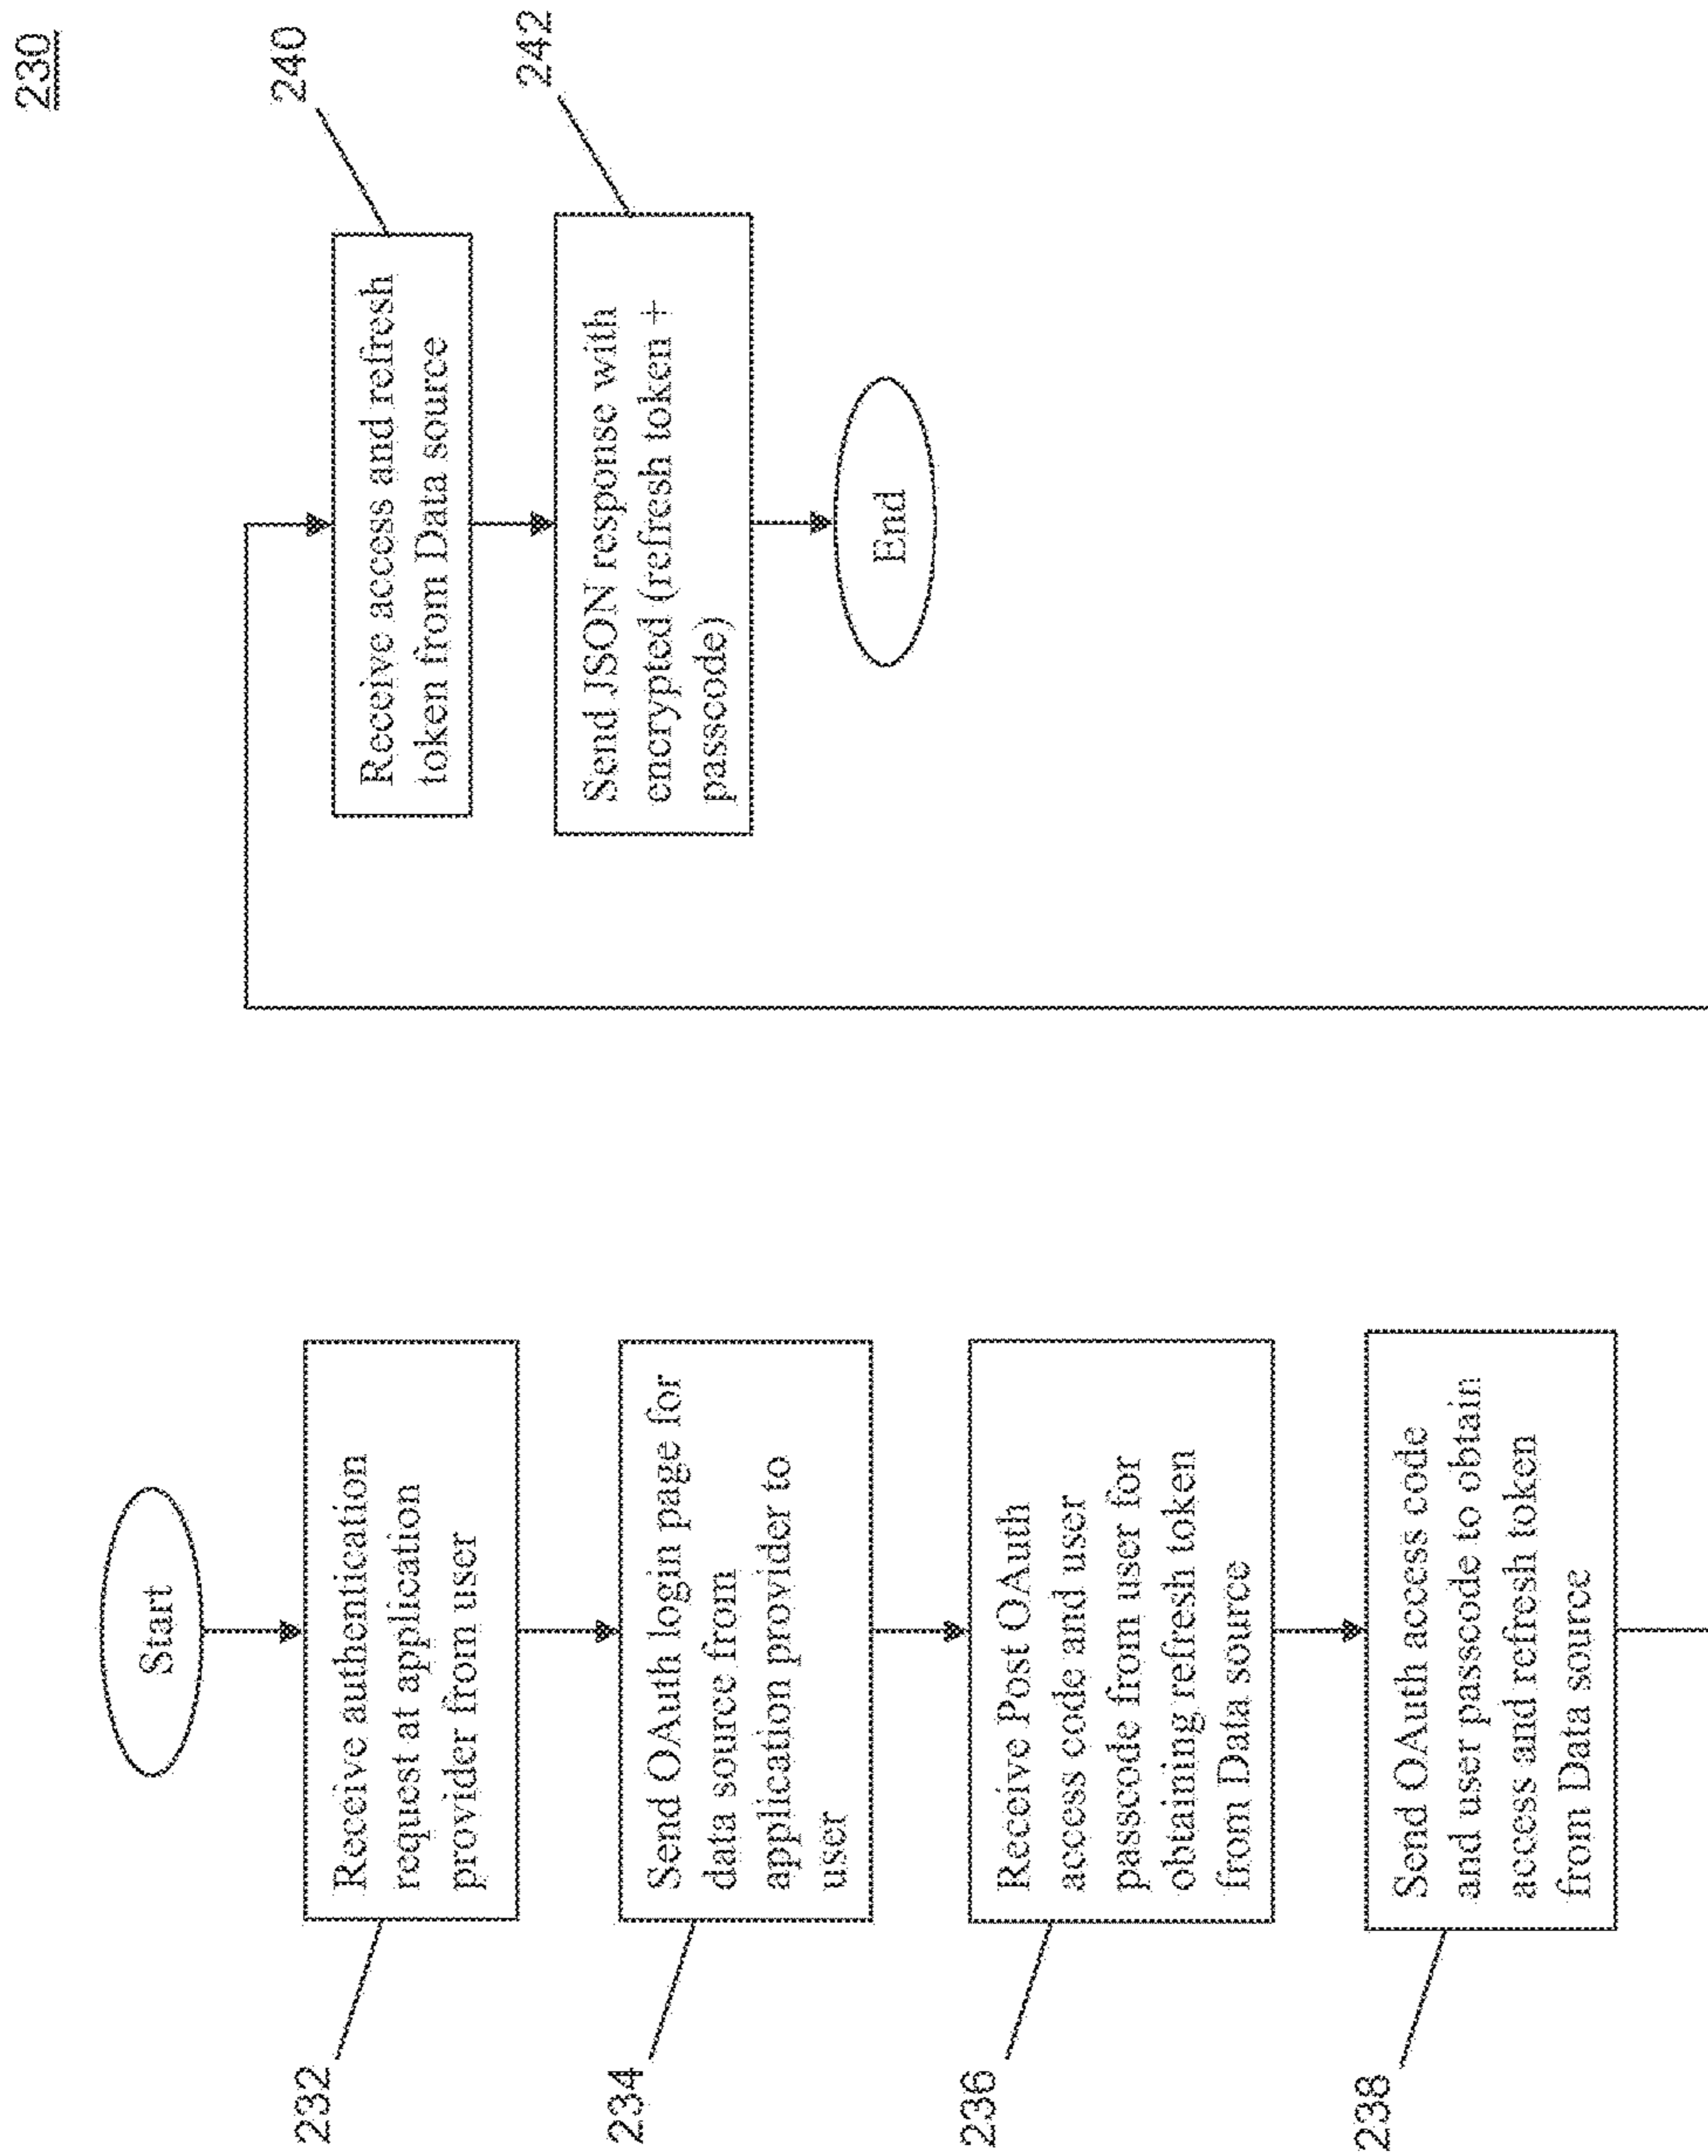 230
Start
232
Receive authentication
request at application
provider from user
234
Send OAuth login page for
data source from
application provider to
user
236
Receive Post OAuth
access code and user
passcode from user for
obtaining refresh token
from Data source
238
Send OAuth access code
and user passcode to obtain
access and refresh token
from Data source
240
Receive access and refresh
token from Data source
242
Send JSON response with
encrypted (refresh token +
passcode)
End